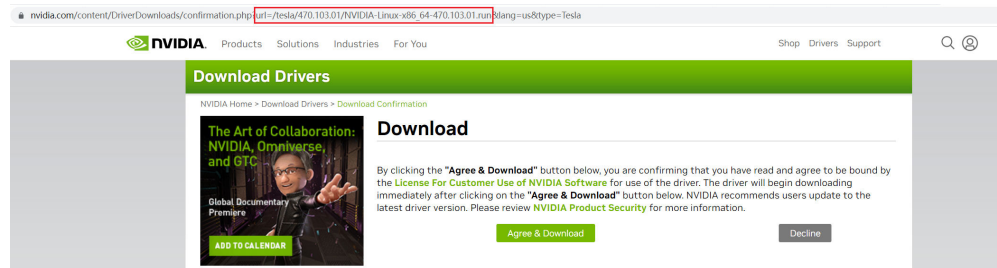 nvidia.com/content/DriverDownloads/confirmation.php?url=/tesla/470.103.01/NVIDIA-Linux-x86_64-470.103.01.run&lang=us&type=Tesla
NVIDIA. Products Solutions Industries For You Shop Drivers Support
Download Drivers
NVIDIA Home > Download Drivers > Download Confirmation
The Art of Collaboration:
NVIDIA, Omniverse,
and GTC
Global Documentary
Premiere
ADD TO CALENDAR
Download
By clicking the "Agree & Download" button below, you are confirming that you have read and agree to be bound by
the License For Customer Use of NVIDIA Software for use of the driver. The driver will begin downloading
immediately after clicking on the "Agree & Download" button below. NVIDIA recommends users update to the
latest driver version. Please review NVIDIA Product Security for more information.
Agree & Download Decline